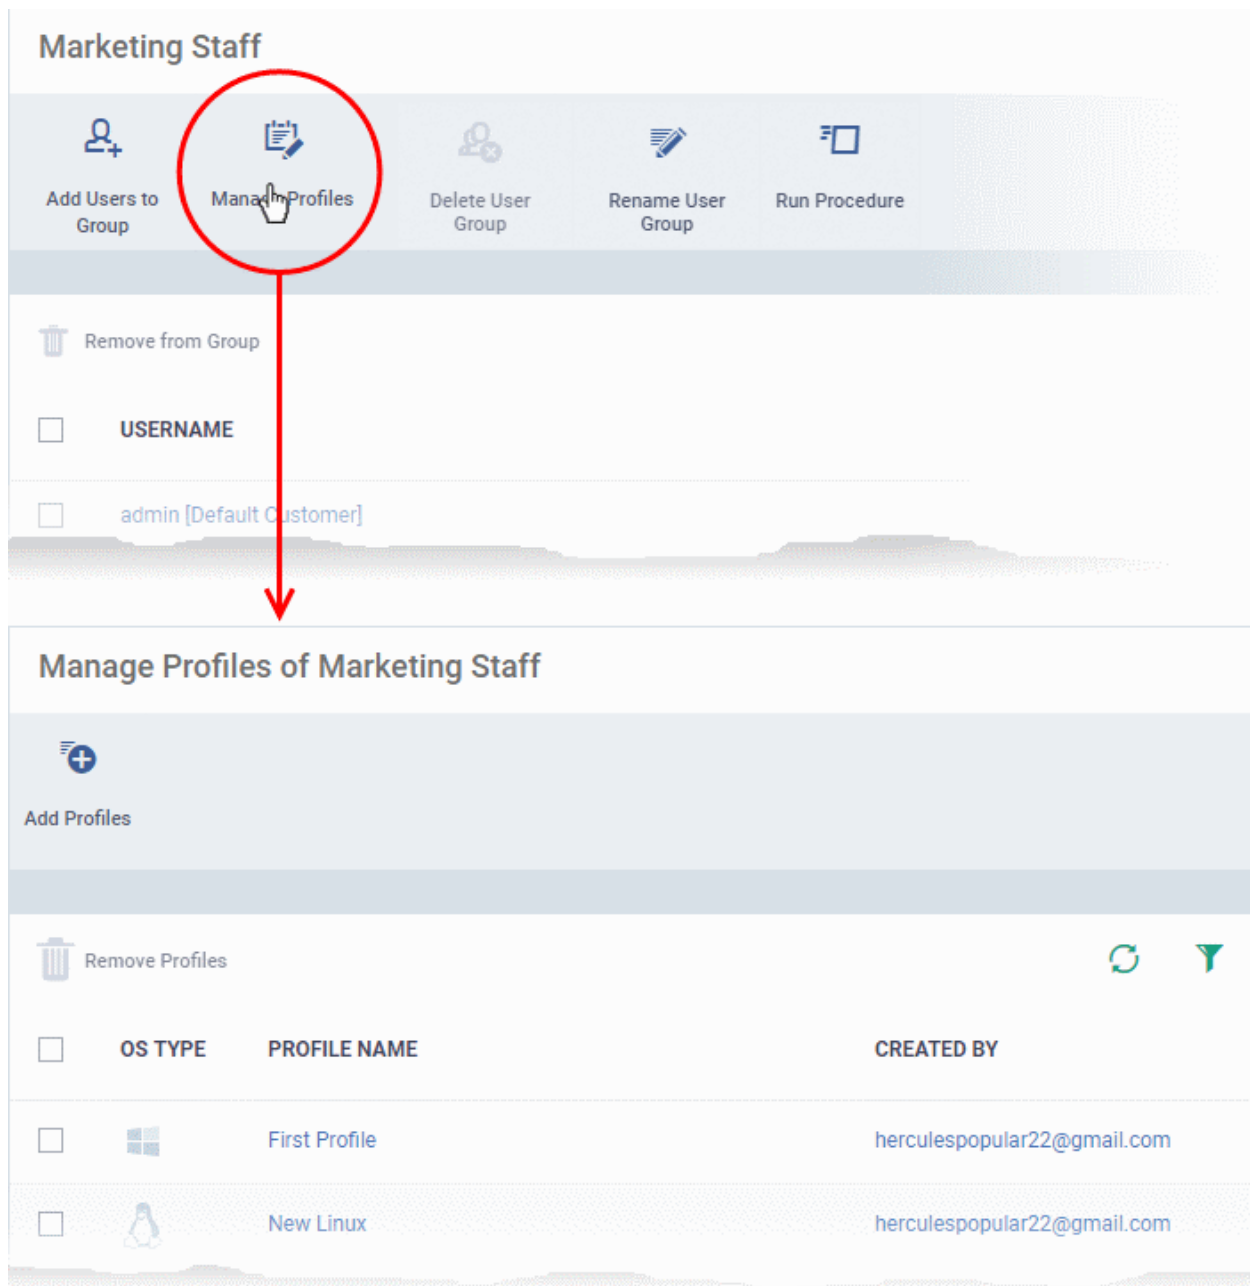 Marketing Staff
Add Users to
Group
Manage Profiles
Delete User
Group
Rename User
Group
Run Procedure
Remove from Group
USERNAME
admin [Default Customer]
Manage Profiles of Marketing Staff
Add Profiles
Remove Profiles
OS TYPE PROFILE NAME CREATED BY
First Profile herculespopular22@gmail.com
New Linux herculespopular22@gmail.com